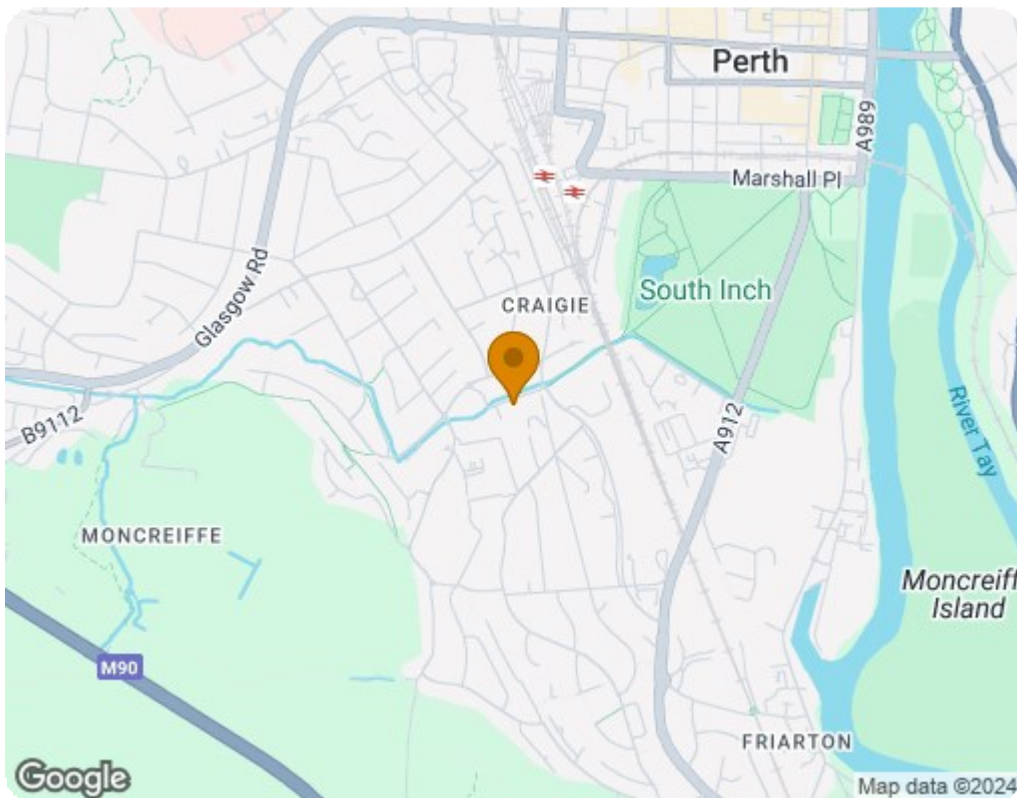 Perth
A989
Marshall Pl
Glasgow Rd
South Inch
CRAIGIE
B9112
A912
River Tay
MONCREIFFE
Moncreiff
Island
M90
FRIARTON
Google
Map data ©2024